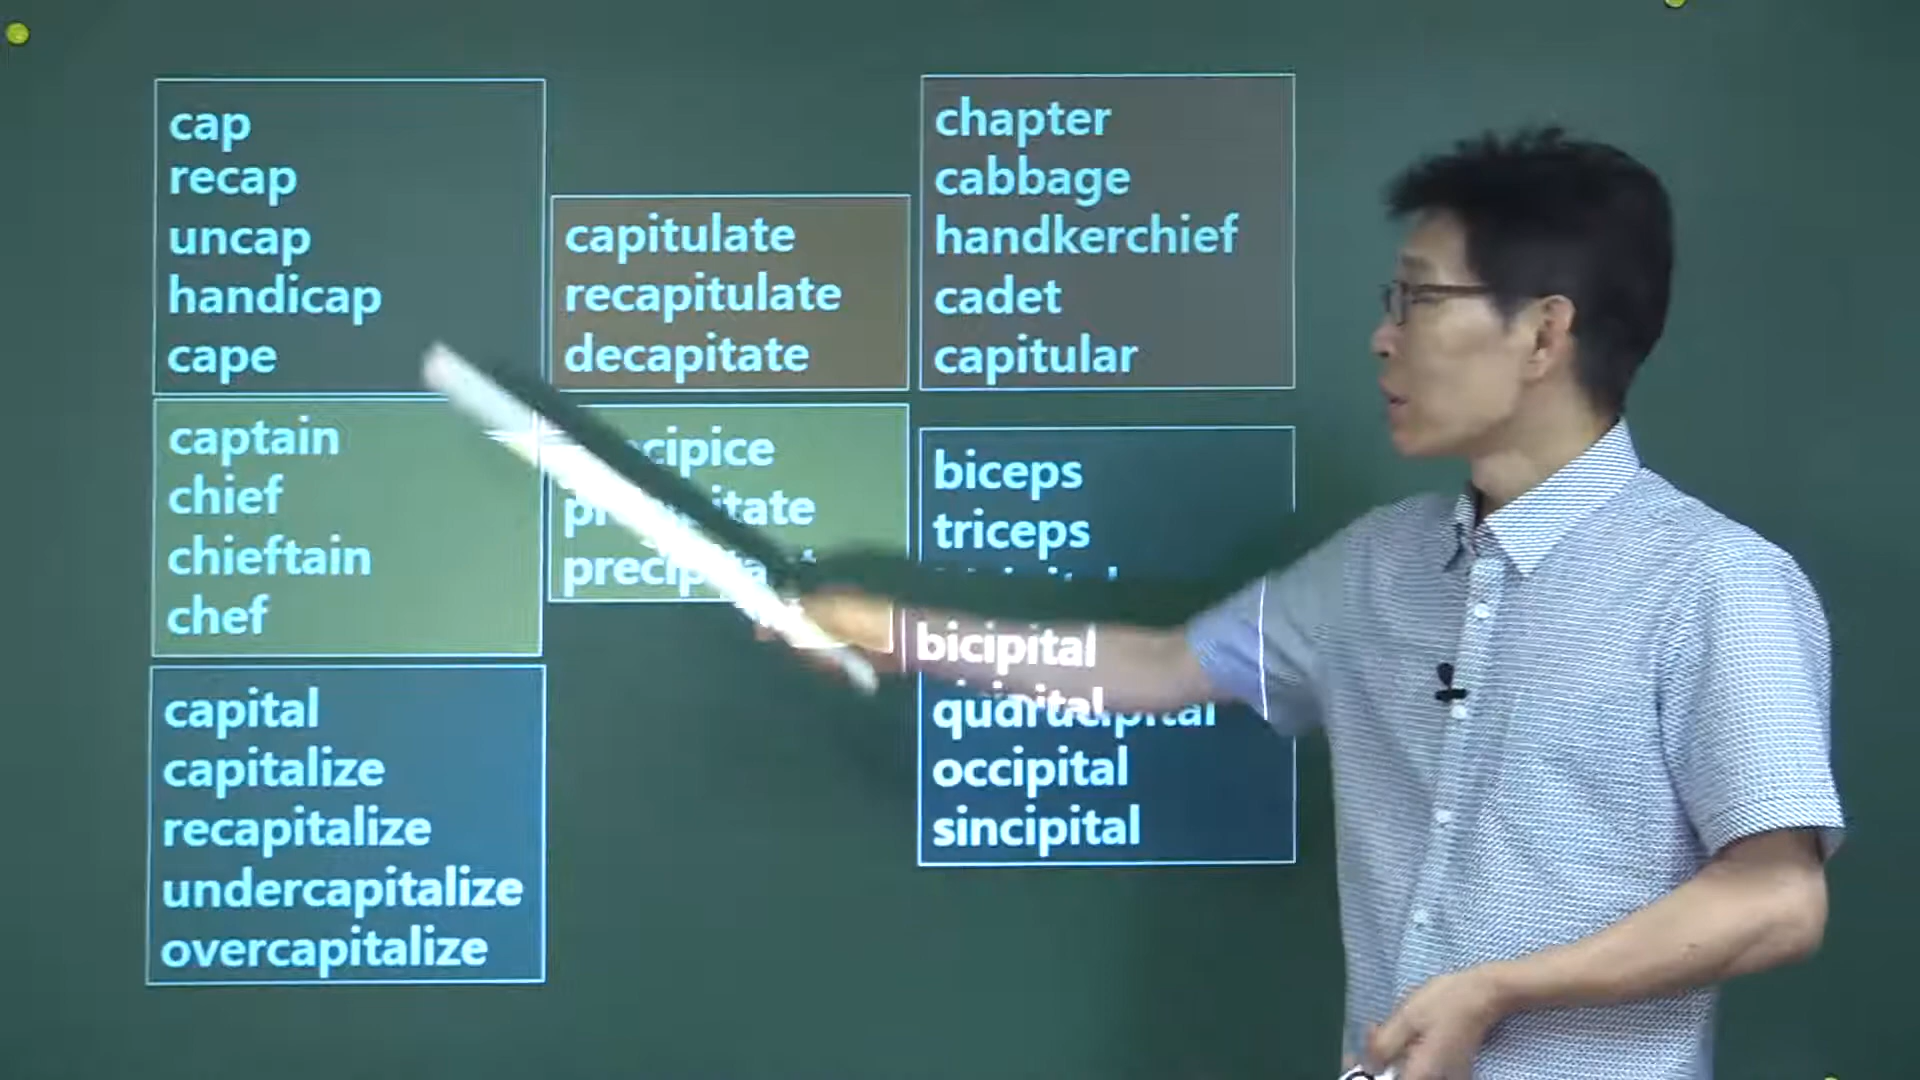 cap
recap
uncap
handicap
cape
captain
chief
chieftain
chef
capital
capitalize
recapitalize
undercapitalize
overcapitalize
capitulate
recapitulate
decapitate
chapter
cabbage
handkerchief
cadet
capitular
biceps
triceps
bicipital
occipital
sincipital